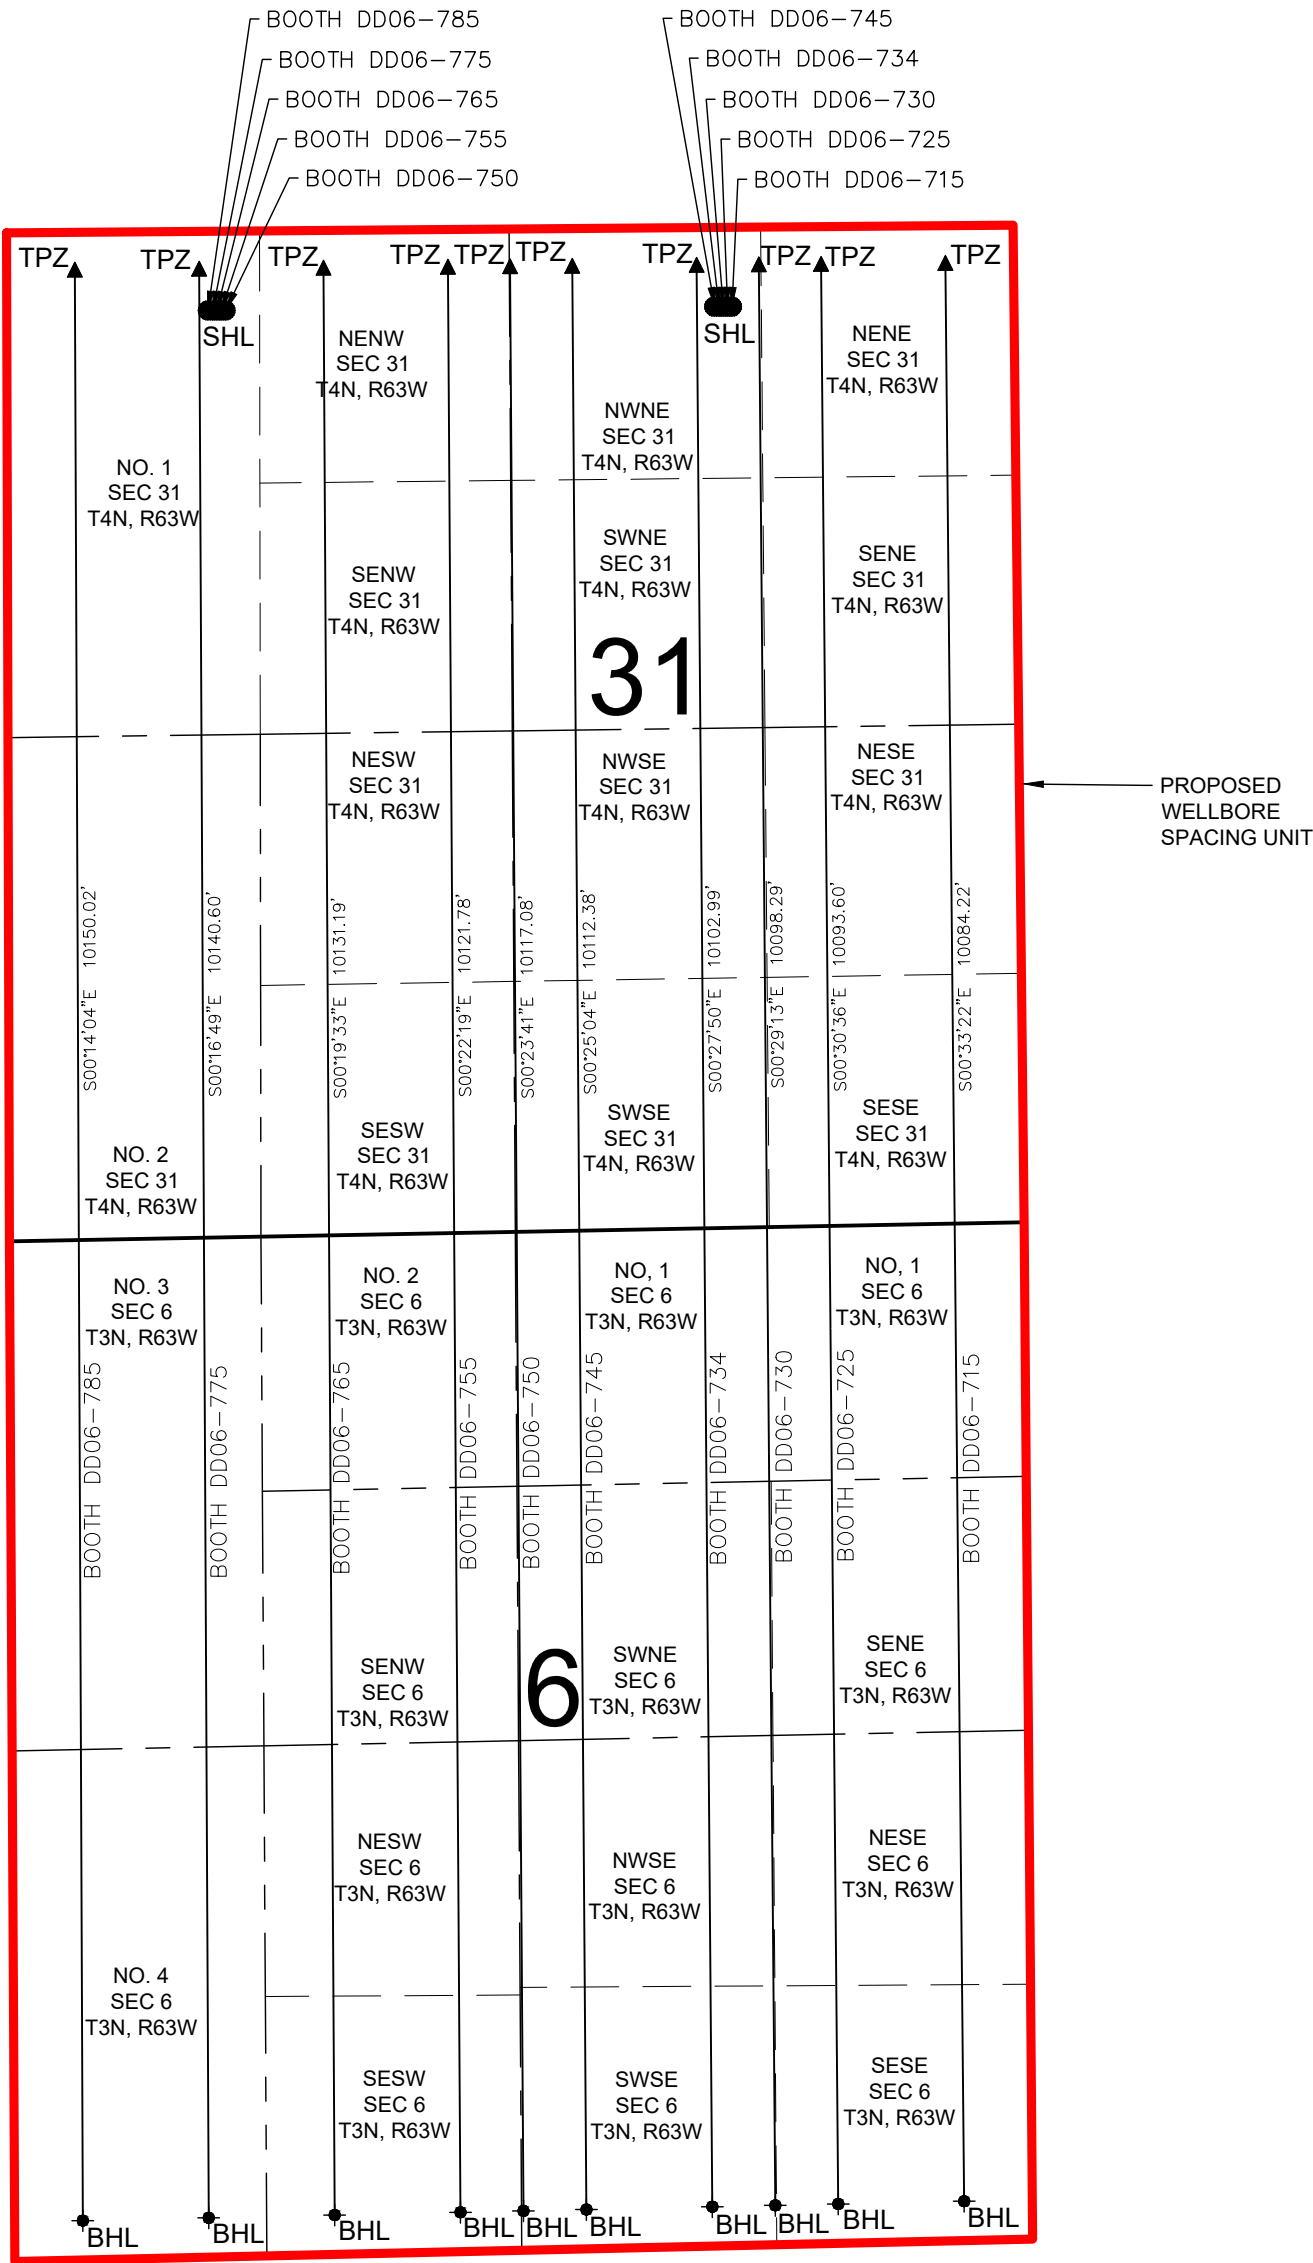 BOOTH DD06-785
BOOTH DD06-775
BOOTH DD06-765
BOOTH DD06-755
BOOTH DD06-750
BOOTH DD06-745
BOOTH DD06-734
BOOTH DD06-730
BOOTH DD06-725
BOOTH DD06-715
TPZ
TPZ
TPZ
TPZ
TPZ
TPZ
TPZ
TPZ
TPZ
TPZ
SHL
SHL
NENW
SEC 31
T4N, R63W
NENE
SEC 31
T4N, R63W
NWNE
SEC 31
T4N, R63W
NO. 1
SEC 31
T4N, R63W
SENW
SEC 31
T4N, R63W
SWNE
SEC 31
T4N, R63W
SENE
SEC 31
T4N, R63W
31
NESW
SEC 31
T4N, R63W
NWSE
SEC 31
T4N, R63W
NESE
SEC 31
T4N, R63W
PROPOSED
WELLBORE
SPACING UNIT
S00°14'04"E 10150.02'
S00°16'49"E 10140.60'
S00°19'33"E 10131.19'
S00°22'19"E 10121.78'
S00°23'41"E 10117.08'
S00°25'04"E 10112.38'
S00°27'50"E 10102.99'
S00°29'13"E 10098.29'
S00°30'36"E 10093.60'
S00°33'22"E 10084.22'
NO. 2
SEC 31
T4N, R63W
SESW
SEC 31
T4N, R63W
SWSE
SEC 31
T4N, R63W
SESE
SEC 31
T4N, R63W
NO. 3
SEC 6
T3N, R63W
NO. 2
SEC 6
T3N, R63W
NO, 1
SEC 6
T3N, R63W
NO, 1
SEC 6
T3N, R63W
BOOTH DD06-785
BOOTH DD06-775
BOOTH DD06-765
BOOTH DD06-755
BOOTH DD06-750
BOOTH DD06-745
BOOTH DD06-734
BOOTH DD06-730
BOOTH DD06-725
BOOTH DD06-715
SENW
SEC 6
T3N, R63W
6
SWNE
SEC 6
T3N, R63W
SENE
SEC 6
T3N, R63W
NESW
SEC 6
T3N, R63W
NWSE
SEC 6
T3N, R63W
NESE
SEC 6
T3N, R63W
NO. 4
SEC 6
T3N, R63W
SESW
SEC 6
T3N, R63W
SWSE
SEC 6
T3N, R63W
SESE
SEC 6
T3N, R63W
BHL
BHL
BHL
BHL
BHL
BHL
BHL
BHL
BHL
BHL